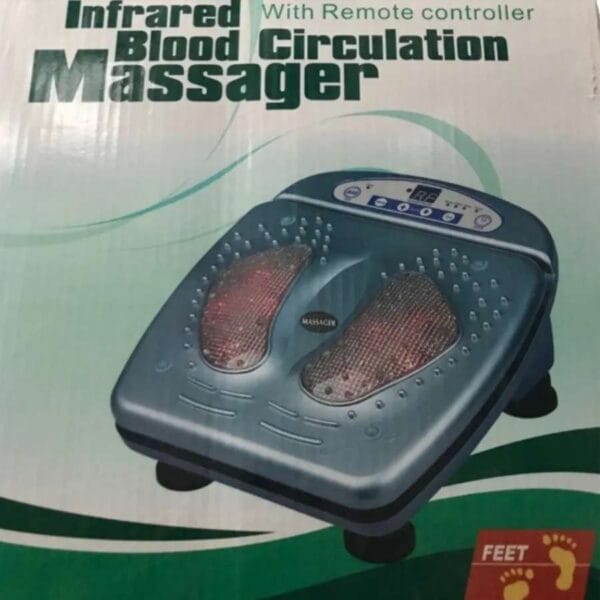 Infrared With Remote controller
Blood Circulation
Massager
MASSAGER
FEET